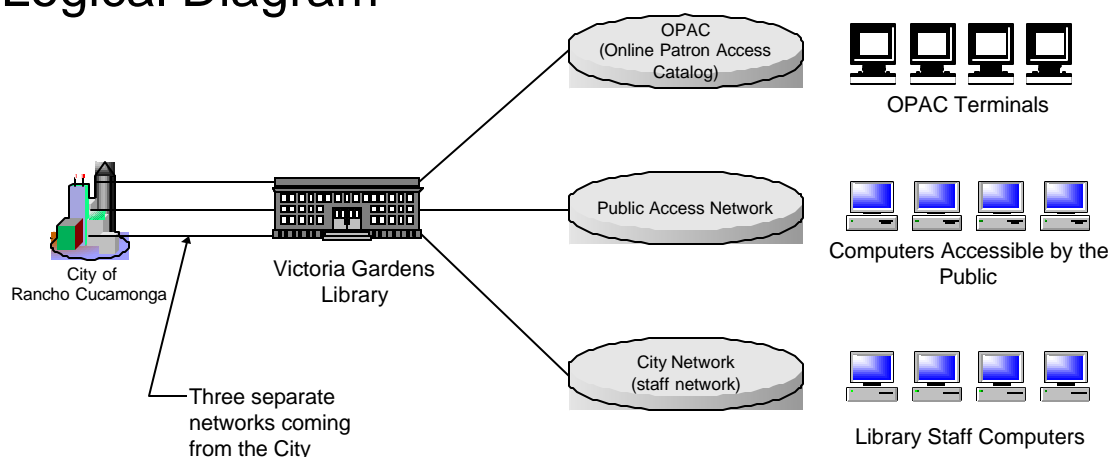 Logical Diagram
OPAC
(Online Patron Access
Catalog)
OPAC Terminals
Public Access Network
Computers Accessible by the
Public
City of
Rancho Cucamonga
Victoria Gardens
Library
City Network
(staff network)
Library Staff Computers
Three separate
networks coming
from the City